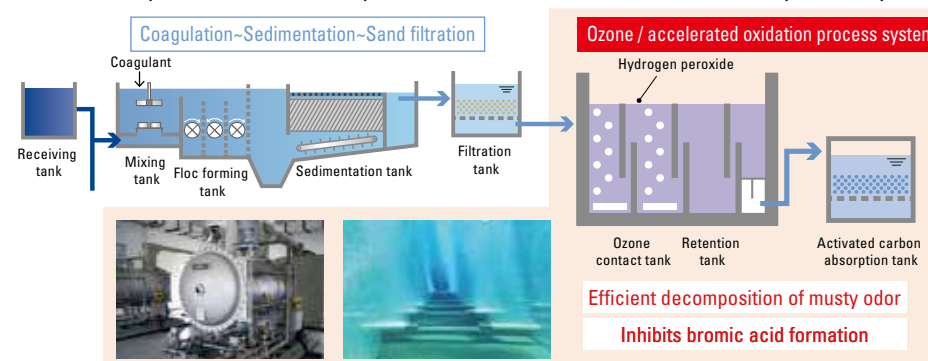 Coagulation~Sedimentation~Sand filtration
Ozone / accelerated oxidation process system
Coagulant
Hydrogen peroxide
Receiving
tank
Mixing
tank
Floc forming
tank
Sedimentation tank
Filtration
tank
Ozone
contact tank
Retention
tank
Activated carbon
absorption tank
Efficient decomposition of musty odor
Inhibits bromic acid formation